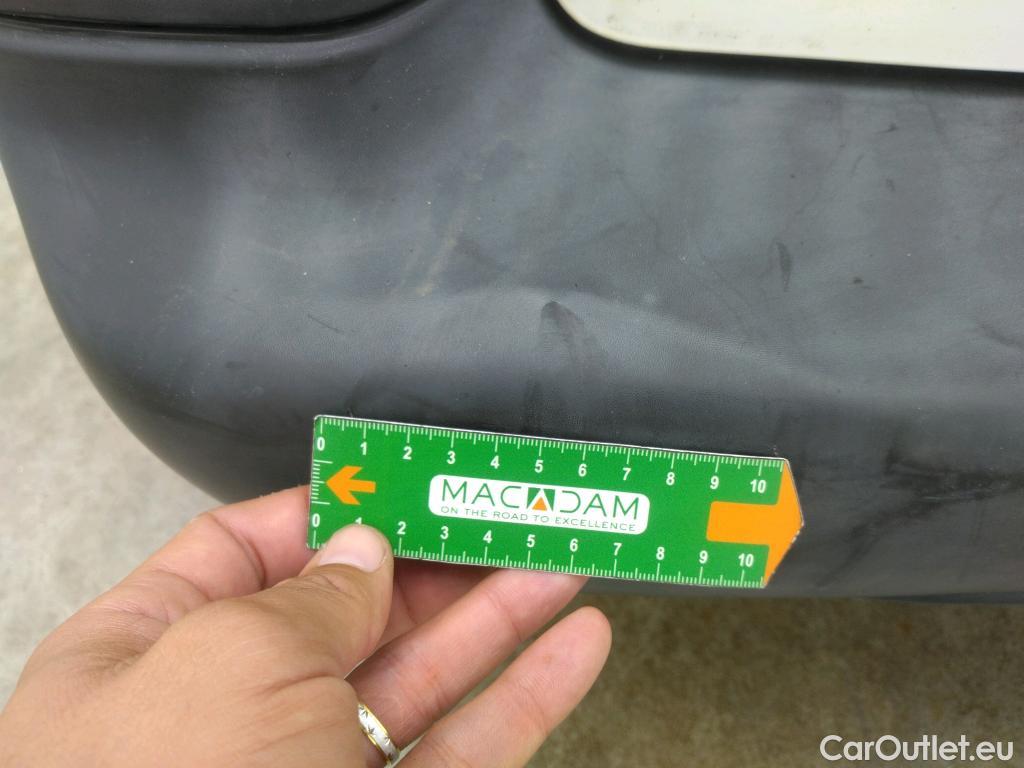 0 1 2 3 4 5 6 7 8 9 10
MACADAM
ON THE ROAD TO EXCELLENCE
0 1 2 3 4 5 6 7 8 9 10
CarOutlet.eu